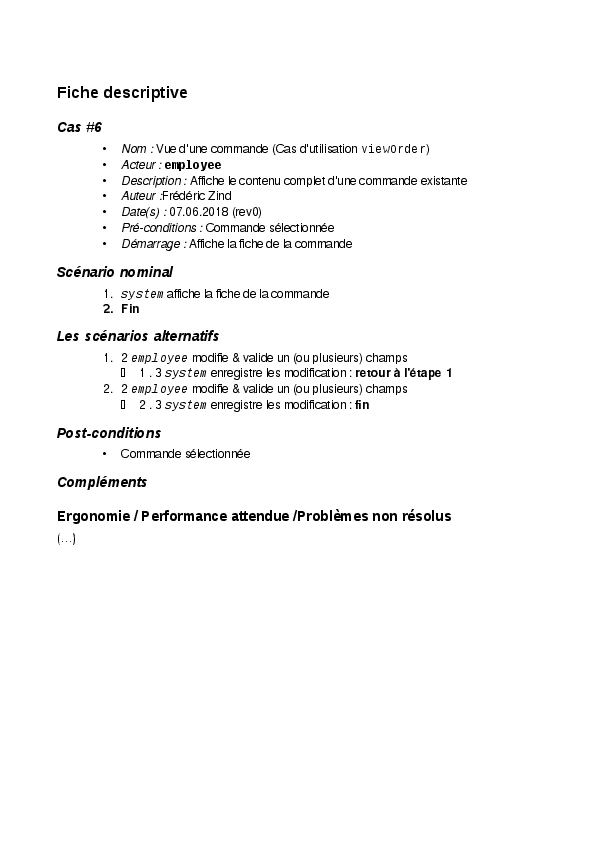 Fiche descriptive
Cas #6
• Nom : Vue d'une commande (Cas d'utilisation viewOrder)
• Acteur : employee
• Description : Affiche le contenu complet d'une commande existante
• Auteur :Frédéric Zind
• Date(s) : 07.06.2018 (rev0)
• Pré-conditions : Commande sélectionnée
• Démarrage : Affiche la fiche de la commande
Scénario nominal
1. system affiche la fiche de la commande
2. Fin
Les scénarios alternatifs
1. 2 employee modifie & valide un (ou plusieurs) champs
▯ 1 . 3 system enregistre les modification : retour à l'étape 1
2. 2 employee modifie & valide un (ou plusieurs) champs
▯ 2 . 3 system enregistre les modification : fin
Post-conditions
• Commande sélectionnée
Compléments
Ergonomie / Performance attendue /Problèmes non résolus
(…)